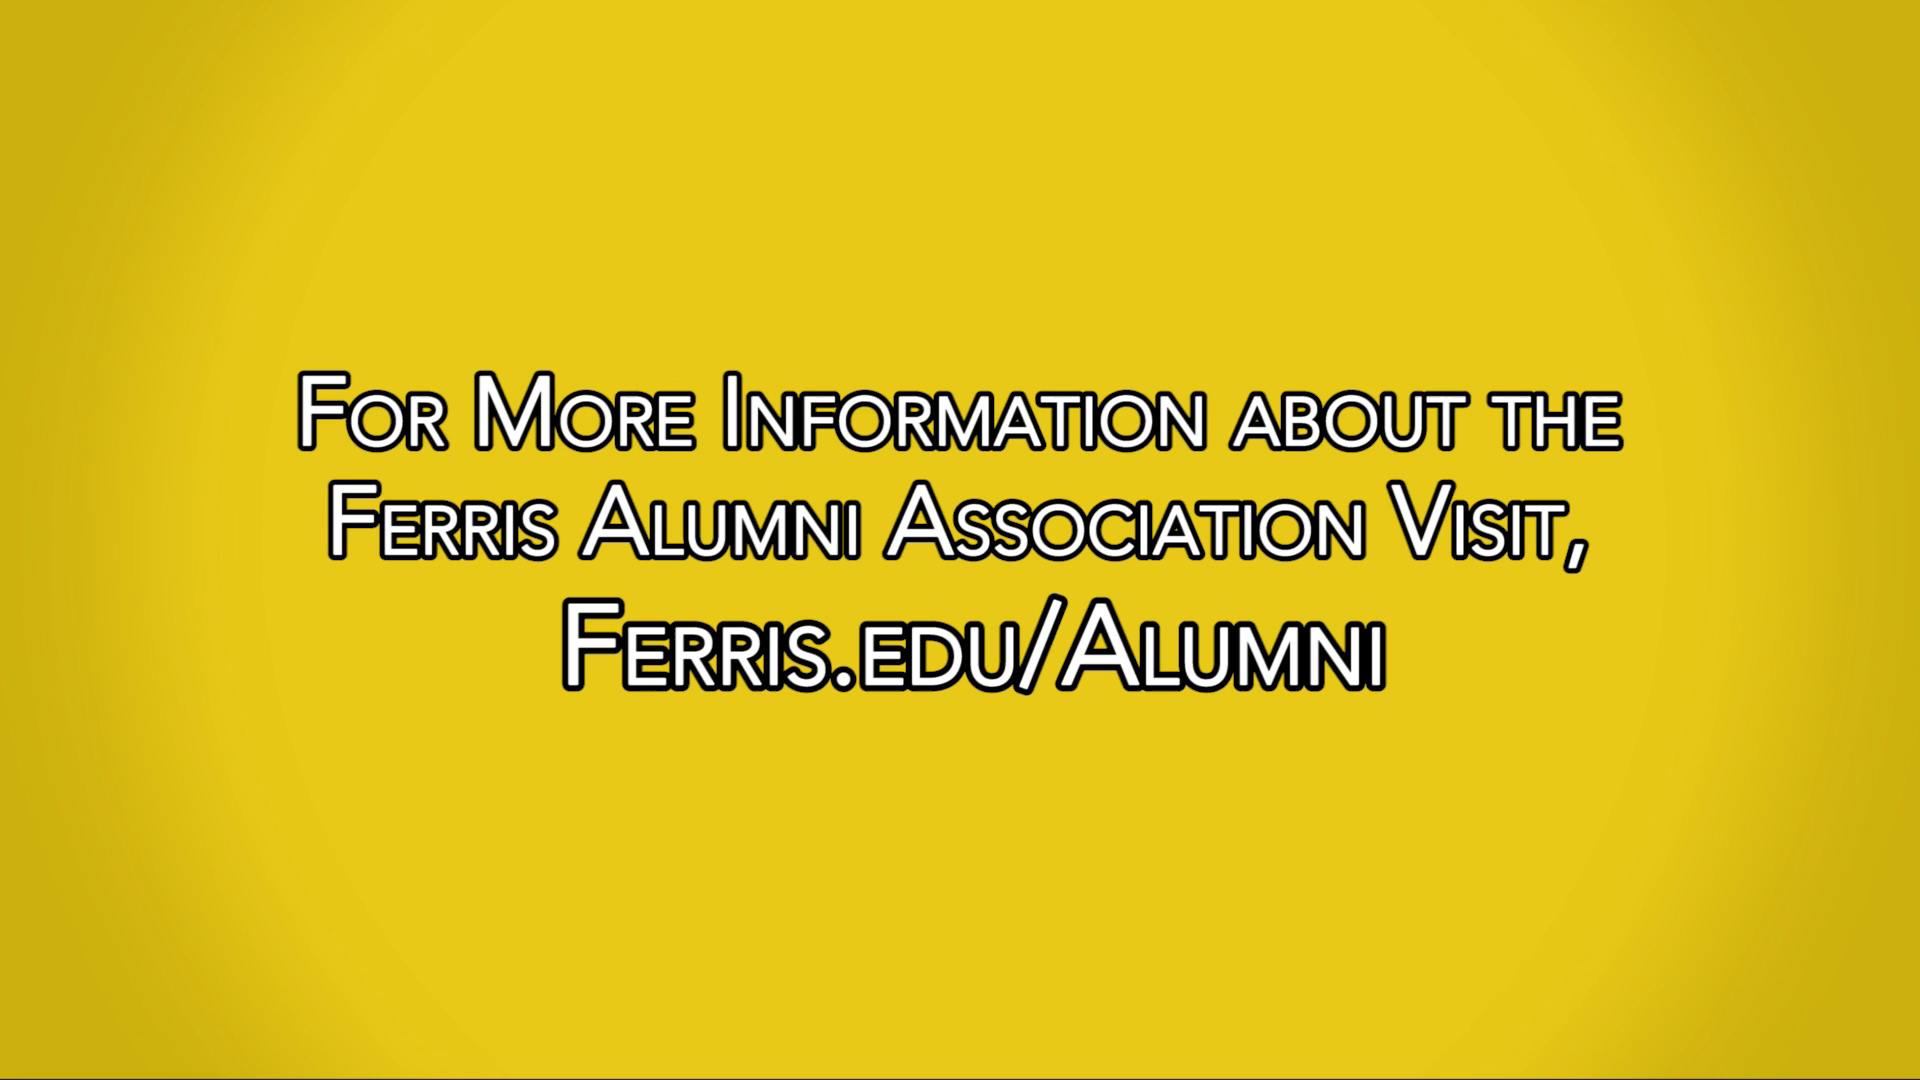 For More Information about the
Ferris Alumni Association Visit,
Ferris.edu/Alumni